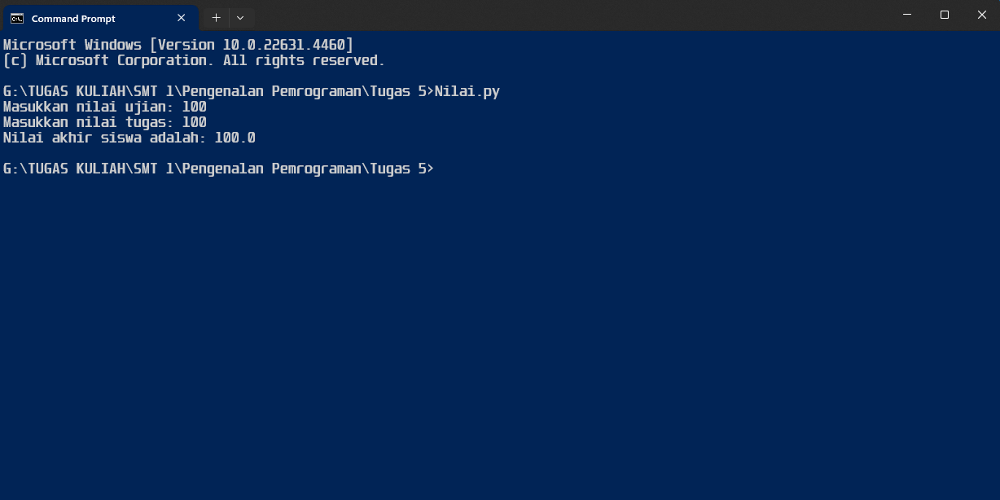 Command Prompt
Microsoft Windows [Version 10.0.22631.4460]
(c) Microsoft Corporation. All rights reserved.
G:\TUGAS KULIAH\SMT 1\Pengenalan Pemrograman\Tugas 5>Nilai.py
Masukkan nilai ujian: 100
Masukkan nilai tugas: 100
Nilai akhir siswa adalah: 100.0
G:\TUGAS KULIAH\SMT 1\Pengenalan Pemrograman\Tugas 5>